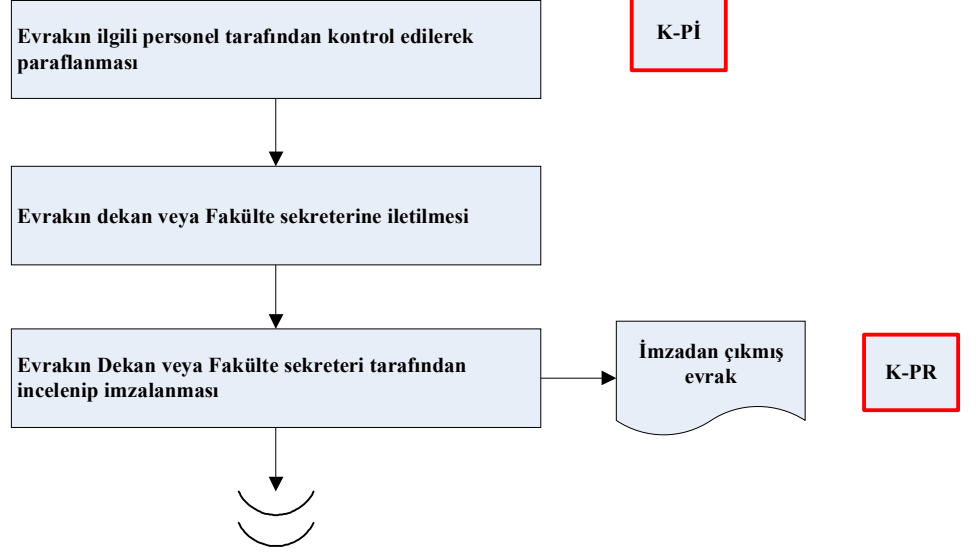 Evrakın ilgili personel tarafından kontrol edilerek
paraflanması
K-Pİ
Evrakın dekan veya Fakülte sekreterine iletilmesi
Evrakın Dekan veya Fakülte sekreteri tarafından
incelenip imzalanması
İmzadan çıkmış
evrak
K-PR